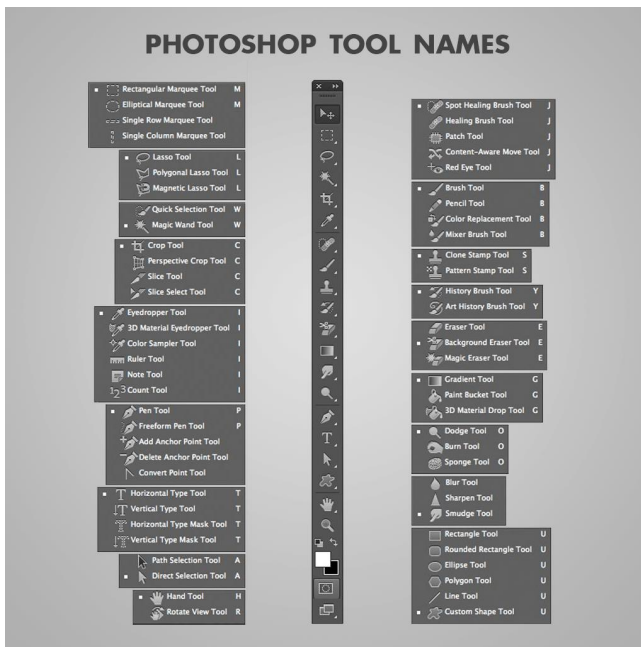 PHOTOSHOP TOOL NAMES
Rectangular Marquee Tool M
Elliptical Marquee Tool M
Single Row Marquee Tool
Single Column Marquee Tool
Lasso Tool L
Polygonal Lasso Tool L
Magnetic Lasso Tool L
Quick Selection Tool W
Magic Wand Tool W
Crop Tool C
Perspective Crop Tool C
Slice Tool C
Slice Select Tool C
Eyedropper Tool I
3D Material Eyedropper Tool I
Color Sampler Tool I
Ruler Tool I
Note Tool I
Count Tool I
Pen Tool P
Freeform Pen Tool P
Add Anchor Point Tool
Delete Anchor Point Tool
Convert Point Tool
Horizontal Type Tool T
Vertical Type Tool T
Horizontal Type Mask Tool T
Vertical Type Mask Tool T
Path Selection Tool A
Direct Selection Tool A
Hand Tool H
Rotate View Tool R
Spot Healing Brush Tool J
Healing Brush Tool J
Patch Tool J
Content-Aware Move Tool J
Red Eye Tool J
Brush Tool B
Pencil Tool B
Color Replacement Tool B
Mixer Brush Tool B
Clone Stamp Tool S
Pattern Stamp Tool S
History Brush Tool Y
Art History Brush Tool Y
Eraser Tool E
Background Eraser Tool E
Magic Eraser Tool E
Gradient Tool G
Paint Bucket Tool G
3D Material Drop Tool G
Dodge Tool O
Burn Tool O
Sponge Tool O
Blur Tool
Sharpen Tool
Smudge Tool
Rectangle Tool U
Rounded Rectangle Tool U
Ellipse Tool U
Polygon Tool U
Line Tool U
Custom Shape Tool U